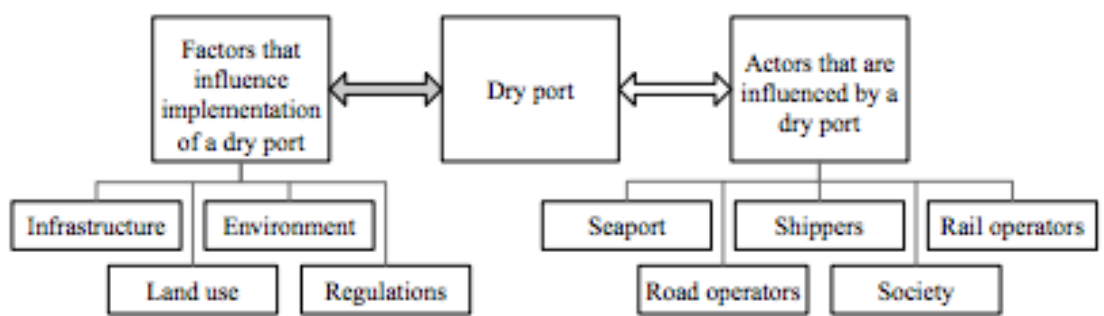 Factors that
influence
implementation
of a dry port
Dry port
Actors that are
influenced by a
dry port
Infrastructure
Environment
Land use
Regulations
Seaport
Shippers
Rail operators
Road operators
Society